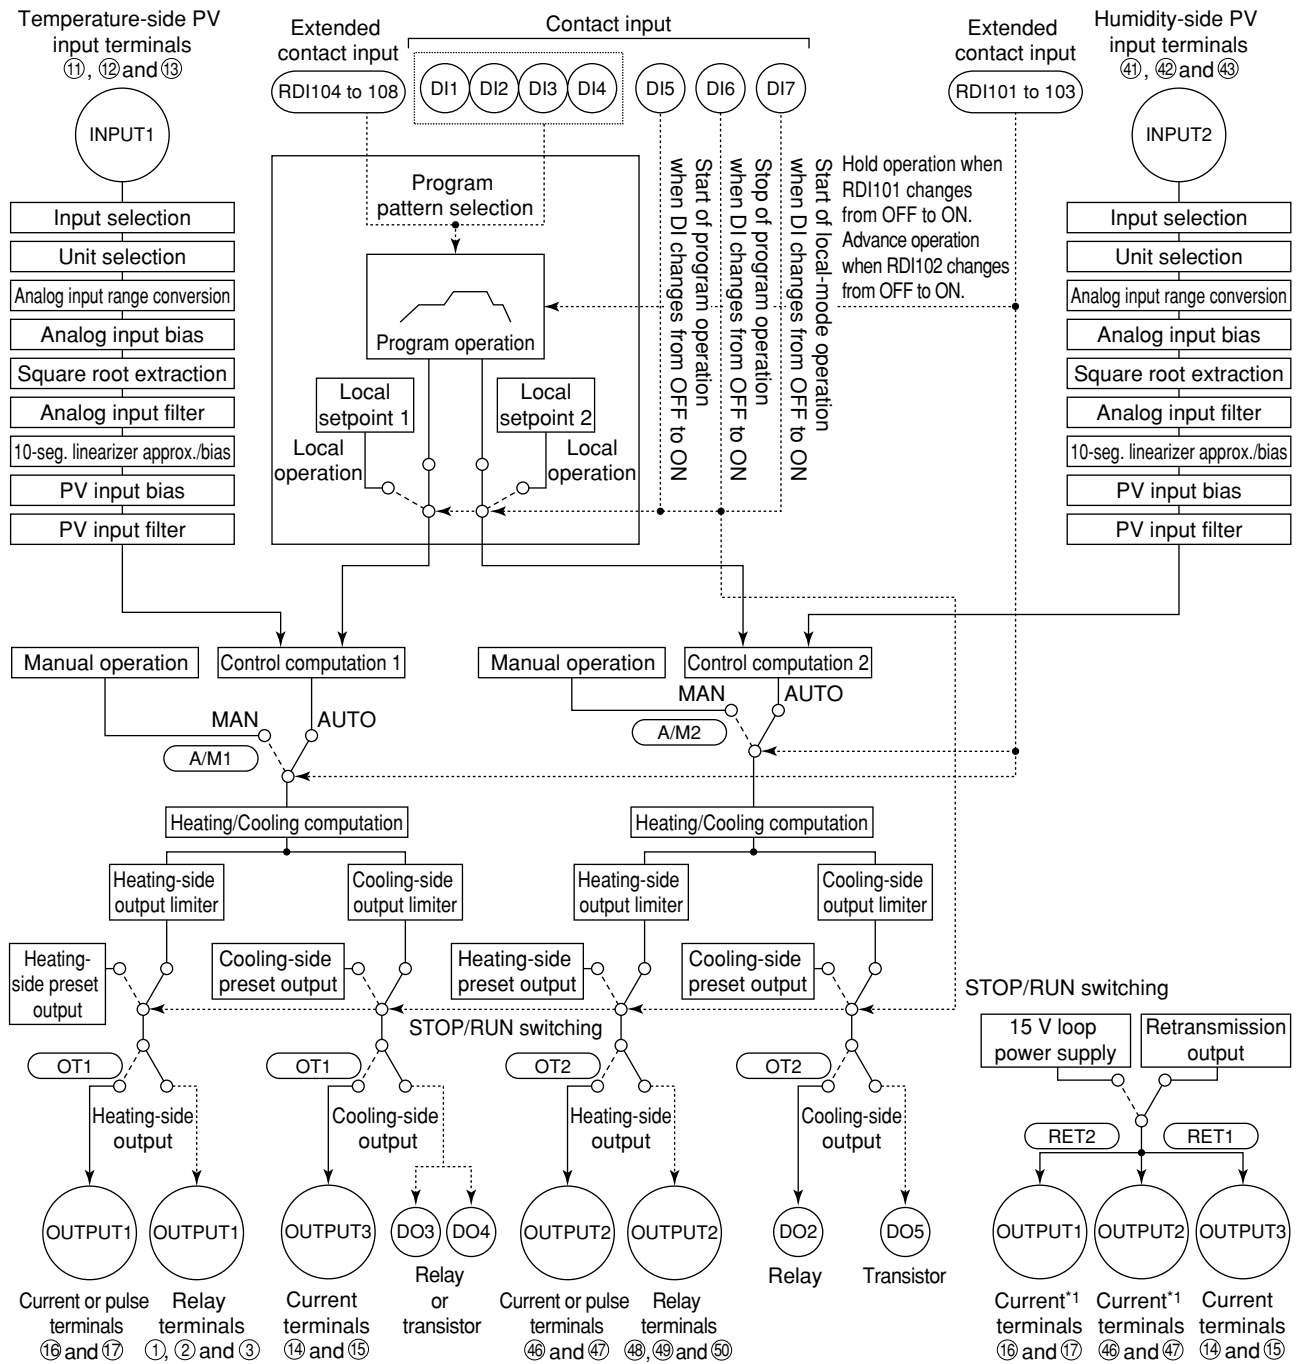 Temperature-side PV
input terminals
⑪, ⑫ and ⑬
INPUT1
Input selection
Unit selection
Analog input range conversion
Analog input bias
Square root extraction
Analog input filter
10-seg. linearizer approx./bias
PV input bias
PV input filter
Extended
contact input
RDI104 to 108
Contact input
DI1
DI2
DI3
DI4
DI5
DI6
DI7
Extended
contact input
RDI101 to 103
Humidity-side PV
input terminals
㊶, ㊷ and ㊸
INPUT2
Input selection
Unit selection
Analog input range conversion
Analog input bias
Square root extraction
Analog input filter
10-seg. linearizer approx./bias
PV input bias
PV input filter
Program
pattern selection
Program operation
Local
setpoint 1
Local
setpoint 2
Local
operation
Local
operation
Start of program operation
when DI changes from OFF to ON
Stop of program operation
when DI changes from OFF to ON
Start of local-mode operation
when DI changes from OFF to ON
Hold operation when
RDI101 changes
from OFF to ON.
Advance operation
when RDI102 changes
from OFF to ON.
Manual operation
Control computation 1
MAN
AUTO
A/M1
Manual operation
Control computation 2
MAN
AUTO
A/M2
Heating/Cooling computation
Heating/Cooling computation
Heating-side
output limiter
Cooling-side
output limiter
Heating-side
output limiter
Cooling-side
output limiter
Heating-
side preset
output
Cooling-side
preset output
Heating-side
preset output
Cooling-side
preset output
STOP/RUN switching
STOP/RUN switching
OT1
OT1
OT2
OT2
Heating-side
output
Cooling-side
output
Heating-side
output
Cooling-side
output
15 V loop
power supply
Retransmission
output
RET2
RET1
OUTPUT1
OUTPUT1
OUTPUT3
DO3
DO4
OUTPUT2
OUTPUT2
DO2
DO5
OUTPUT1
OUTPUT2
OUTPUT3
Current or pulse
terminals
⑯ and ⑰
Relay
terminals
①, ② and ③
Current
terminals
⑭ and ⑮
Relay
or
transistor
Current or pulse
terminals
㊻ and ㊼
Relay
terminals
㊽, ㊾ and ㊿
Relay
Transistor
Current*1
terminals
⑯ and ⑰
Current*1
terminals
㊻ and ㊼
Current
terminals
⑭ and ⑮